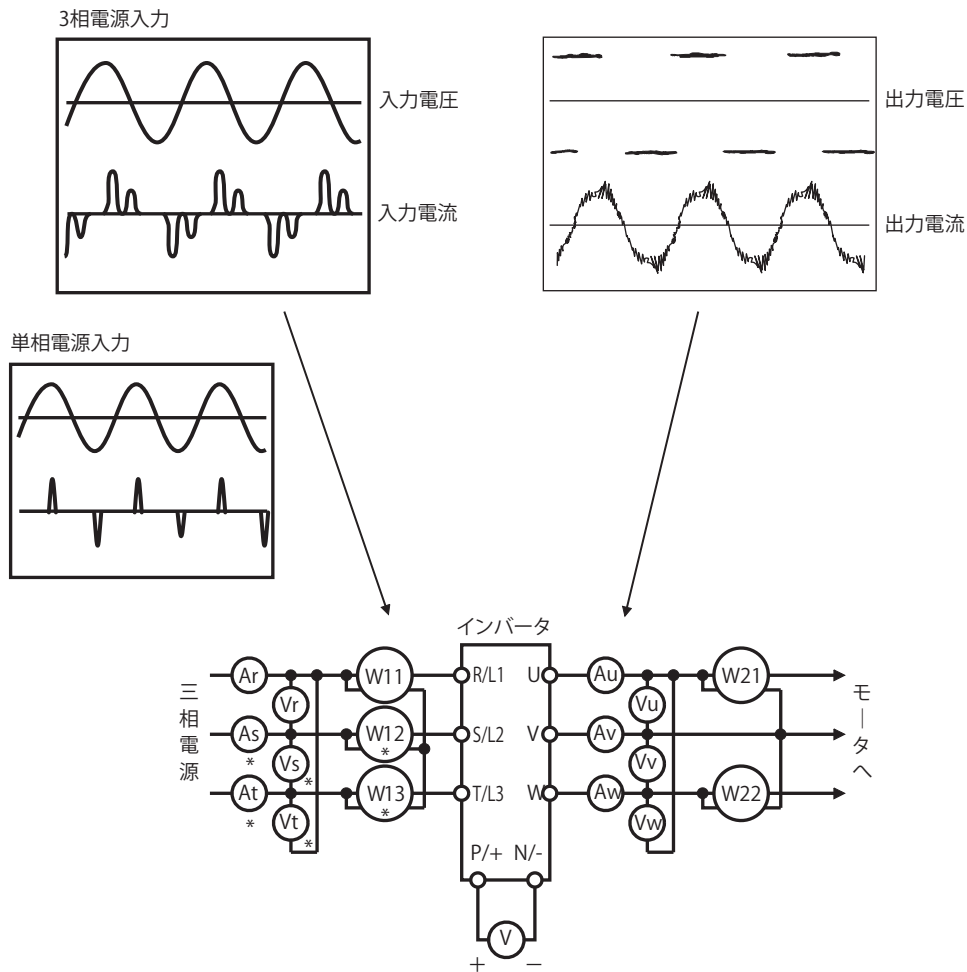 3相電源入力
入力電圧
入力電流
出力電圧
出力電流
単相電源入力
インバータ
三相電源
Ar
As
*
At
*
Vr
Vs
*
Vt
*
W11
W12
*
W13
*
R/L1
S/L2
T/L3
U
V
W
P/+ N/-
Au
Av
Aw
Vu
Vv
Vw
W21
W22
モータへ
V
+ −